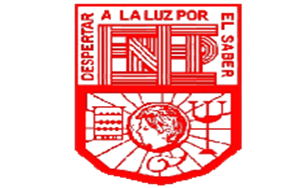 DESPERTAR
A LA LUZ POR
EL SABER
ENP